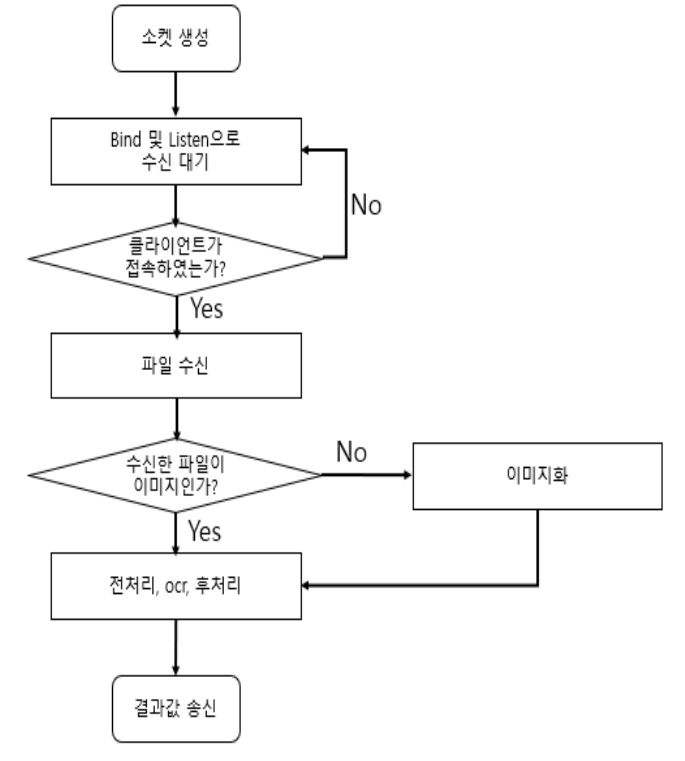 소켓 생성
Bind 및 Listen으로
수신 대기
No
클라이언트가
접속하였는가?
Yes
파일 수신
수신한 파일이
이미지인가?
No
이미지화
Yes
전처리, ocr, 후처리
결과값 송신